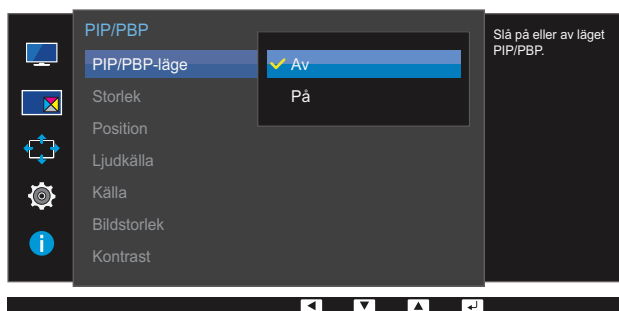 PIP/PBP
PIP/PBP-läge
Av
På
Storlek
Position
Ljudkälla
Källa
Bildstorlek
Kontrast
Slå på eller av läget
PIP/PBP.